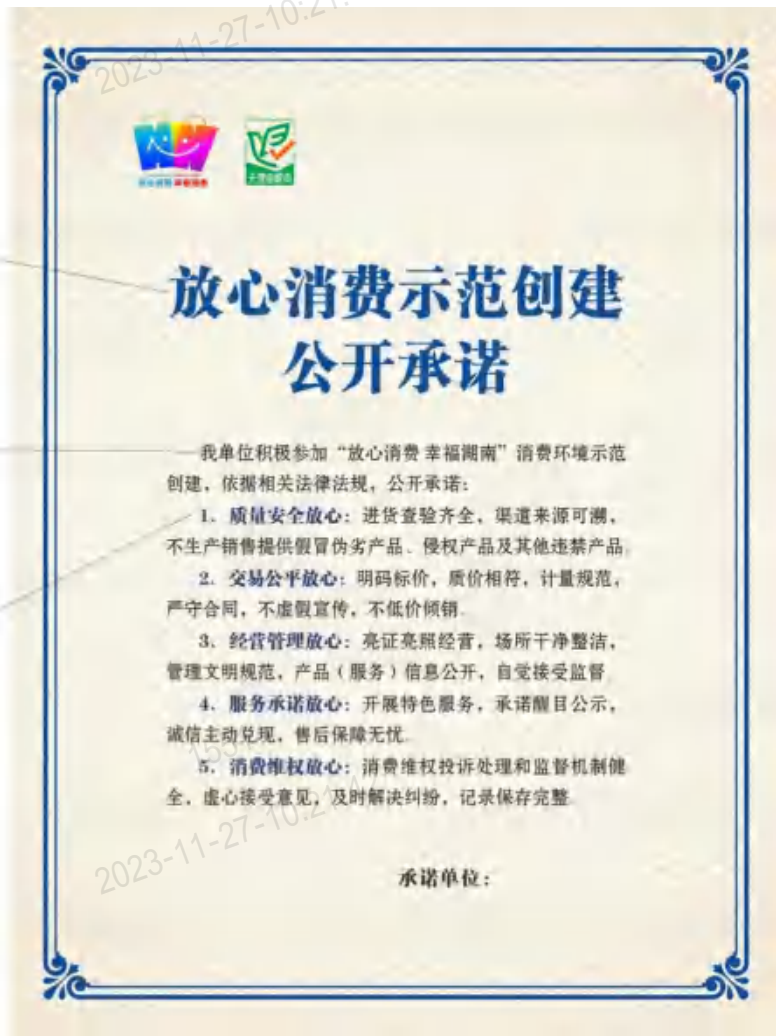 2023-11-27-10:21:
放心消费示范创建
公开承诺
我单位积极参加“放心消费 幸福湖南”消费环境示范
创建，依据相关法律法规，公开承诺：
1、质量安全放心：进货查验齐全，渠道来源可溯，
不生产销售提供假冒伪劣产品、侵权产品及其他违禁产品
2、交易公平放心：明码标价，质价相符，计量规范，
严守合同，不虚假宣传，不低价倾销
3、经营管理放心：亮证亮照经营，场所干净整洁，
管理文明规范，产品（服务）信息公开，自觉接受监督
4、服务承诺放心：开展特色服务，承诺醒目公示，
诚信主动兑现，售后保障无忧
5、消费维权放心：消费维权投诉处理和监督机制健
全，虚心接受意见，及时解决纠纷，记录保存完整
2023-11-27-10:21
承诺单位：